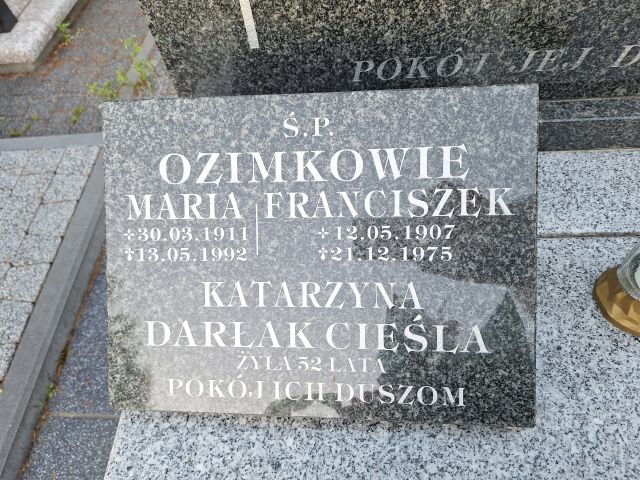 POKÓJ JEJ D
Ś.P.
OZIMKOWIE
MARIA FRANCISZEK
30.03.1911 12.05.1907
13.05.1992 21.12.1975
KATARZYNA
DARŁAK CIEŚLA
ŻYŁA 52 LATA
POKÓJ ICH DUSZOM